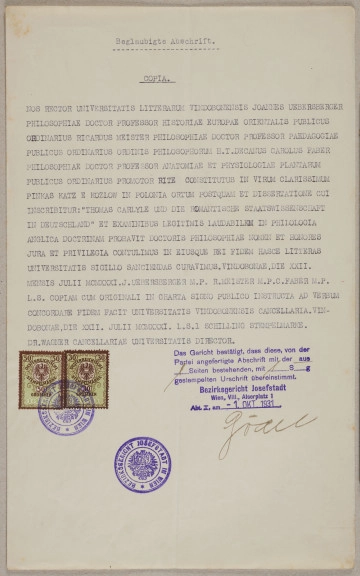 Beglaubigte Abschrift.
COPIA.
NOS RECTOR UNIVERSITATIS LITTERARUM VINDOBONENSIS JOANNES UEBERSBERGER
PHILOSOPHIAE DOCTOR PROFESSOR HISTORIAE EUROPAE ORIENTALIS PUBLICUS
ORDINARIUS RICARDUS MEISTER PHILOSOPHIAE DOCTOR PROFESSOR PAEDAGOGIAE
PUBLICUS ORDINARIUS ORDINIS PHILOSOPHORUM H.T.DECANUS CAROLUS FABER
PHILOSOPHIAE DOCTOR PROFESSOR ANATOMIAE ET PHYSIOLOGIAE PLANTARUM
PUBLICUS ORDINARIUS PROMOTOR RITE CONSTITUTUS IN VIRUM CLARISSIMUM
PINKAS KATZ E KOZLOW IN POLONIA ORTUM POSTQUAM ET DISSERTATIONE CUI
INSCRIBITUR:"THOMAS CARLYLE UND DIE ROMANTISCHE STAATSWISSENSCHAFT
IN DEUTSCHLAND" ET EXAMINIBUS LEGITIMIS LAUDABILEM IN PHILOLOGIA
ANGLICA DOCTRINAM PROBAVIT DOCTORIS PHILOSOPHIAE NOMEN ET HONORES
JURA ET PRIVILEGIA CONTULIMUS IN EIUSQUE REI FIDEM HASCE LITTERAS
UNIVERSITATIS SIGILLO SANCIENDAS CURAVIMUS.VINDOBONAE,DIE XXII.
MENSIS JULII MCMXXXI.J.UEBERSBERGER M.P. R.MEISTER M.P.C.FABER M.P.
L.S. COPIAM CUM ORIGINALI IN CHARTA SIGNO PUBLICO INSTRUCTA AD VERSUM
CONCORDARE FIDEM FACIT UNIVERSITATIS VINDOBONENSIS CANCELLARIA.VIN-
DOBONAE,DIE XXII. JULII MCMXXXI. L.S.1 SCHILLING
DR.WAGNER CANCELLARIAE UNIVERSITATIS DIRECTOR.
Das Gericht bestätigt, dass diese, von der
Partei angefertigte Abschrift mit der aus
1 Seiten bestehenden, mit 1 S g
gestempelten Urschrift übereinstimmt.
Bezirksgericht Josefstadt
Wien, VIII., Alserplatz 1
Abt. X, am - 1. OKT 1931
BEZIRKSGERICHT JOSEFSTADT IN WIEN